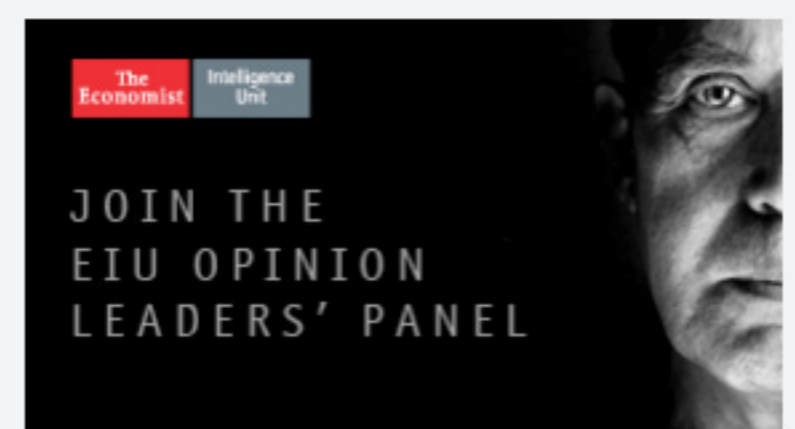 The
Economist
Intelligence
Unit
JOIN THE
EIU OPINION
LEADERS’ PANEL